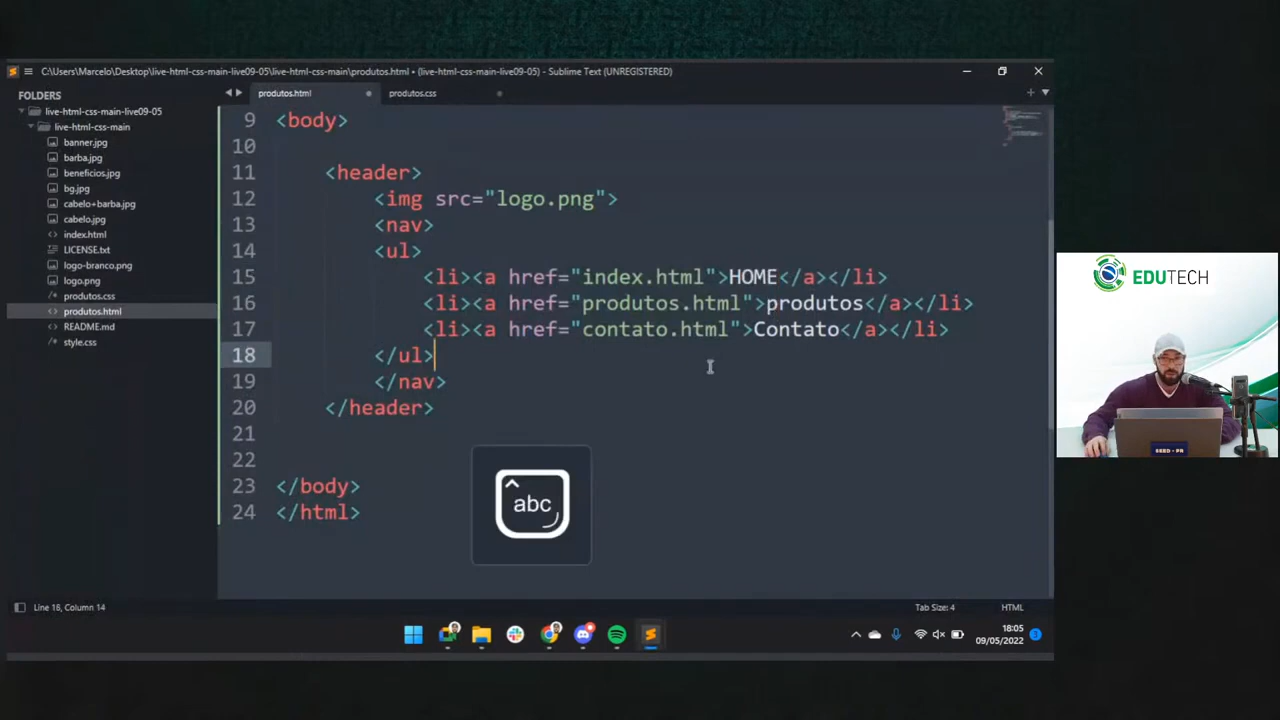 C:\Users\Marcelo\Desktop\live-html-css-main-live09-05\live-html-css-main\produtos.html • (live-html-css-main-live09-05) - Sublime Text (UNREGISTERED)
FOLDERS
live-html-css-main-live09-05
live-html-css-main
banner.jpg
barba.jpg
beneficios.jpg
bg.jpg
cabelo+barba.jpg
cabelo.jpg
index.html
LICENSE.txt
logo-branco.png
logo.png
produtos.css
produtos.html
README.md
style.css
produtos.html
produtos.css
9 <body>
10
11 <header>
12 <img src="logo.png">
13 <nav>
14 <ul>
15 <li><a href="index.html">HOME</a></li>
16 <li><a href="produtos.html">produtos</a></li>
17 <li><a href="contato.html">Contato</a></li>
18 </ul>
19 </nav>
20 </header>
21
22
23 </body>
24 </html>
abc
EDUTECH
SEED - PR
Line 18, Column 14
Tab Size: 4
HTML
18:05
09/05/2022
3